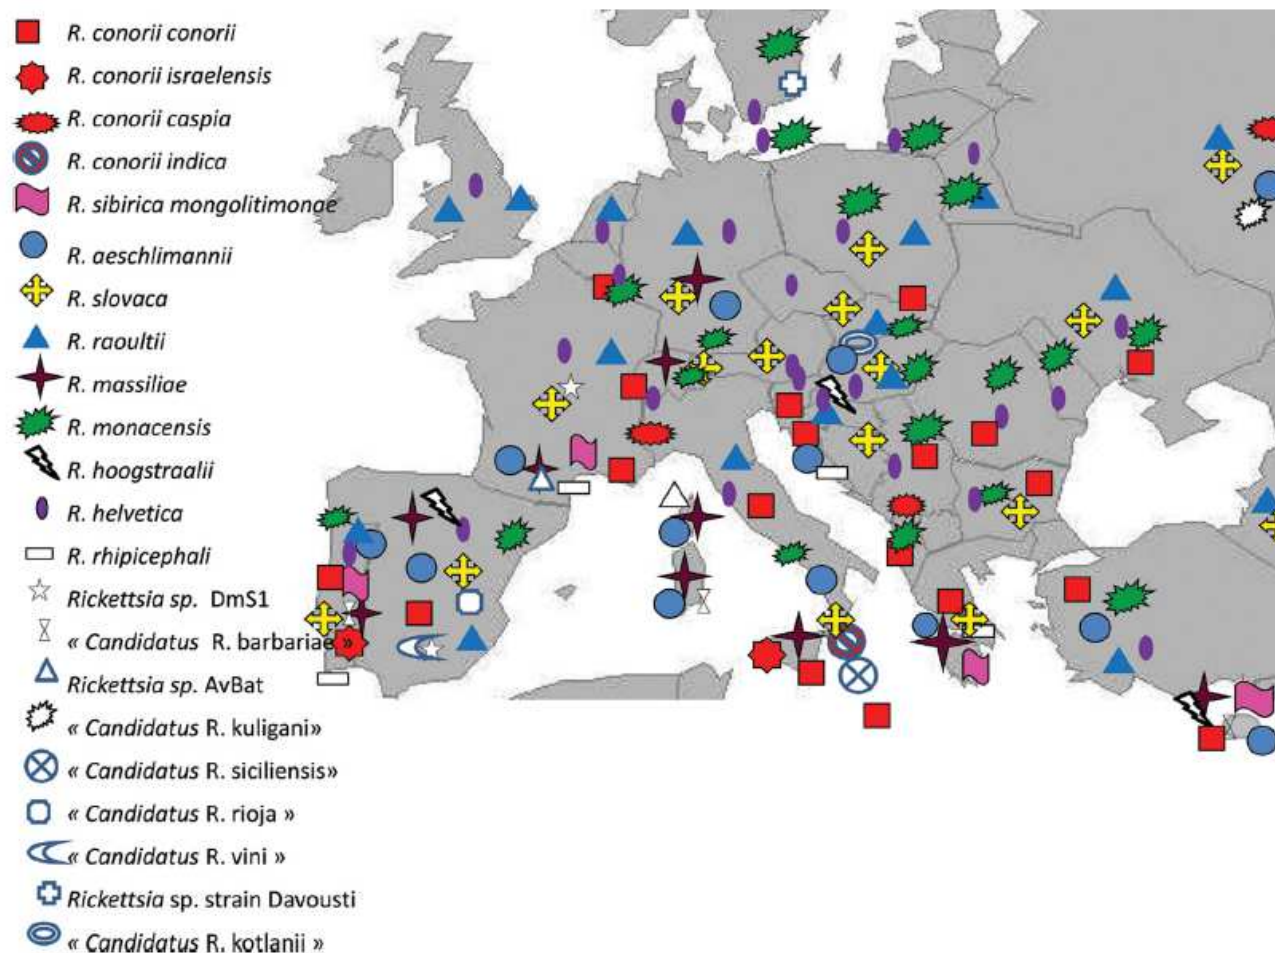 R. conorii conorii
R. conorii israelensis
R. conorii caspia
R. conorii indica
R. sibirica mongolitimonae
R. aeschlimannii
R. slovaca
R. raoultii
R. massiliae
R. monacensis
R. hoogstraalii
R. helvetica
R. rhipicephali
Rickettsia sp. DmS1
« Candidatus R. barbariae »
Rickettsia sp. AvBat
« Candidatus R. kuligani»
« Candidatus R. siciliensis»
« Candidatus R. rioja »
« Candidatus R. vini »
Rickettsia sp. strain Davousti
« Candidatus R. kotlanii »